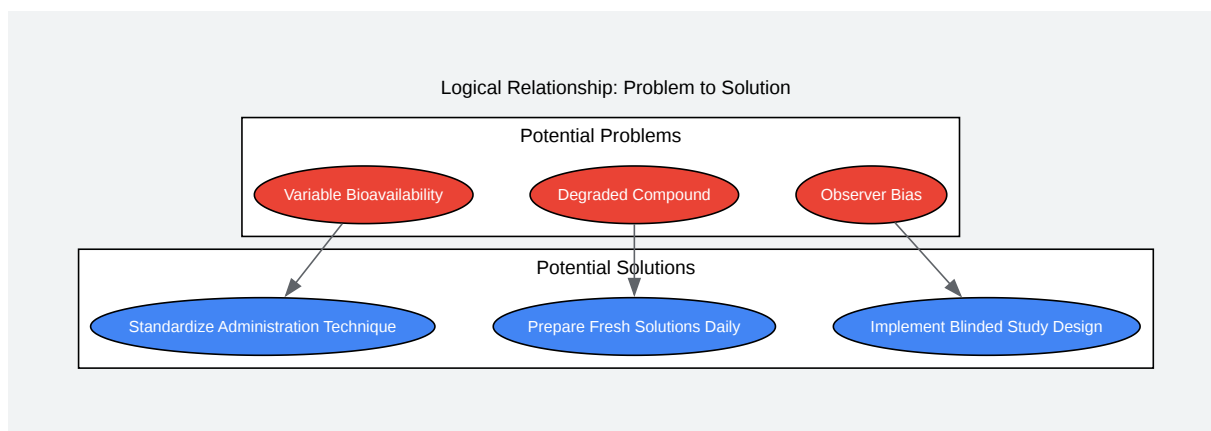 Logical Relationship: Problem to Solution
Potential Problems
Variable Bioavailability
Degraded Compound
Observer Bias
Potential Solutions
Standardize Administration Technique
Prepare Fresh Solutions Daily
Implement Blinded Study Design